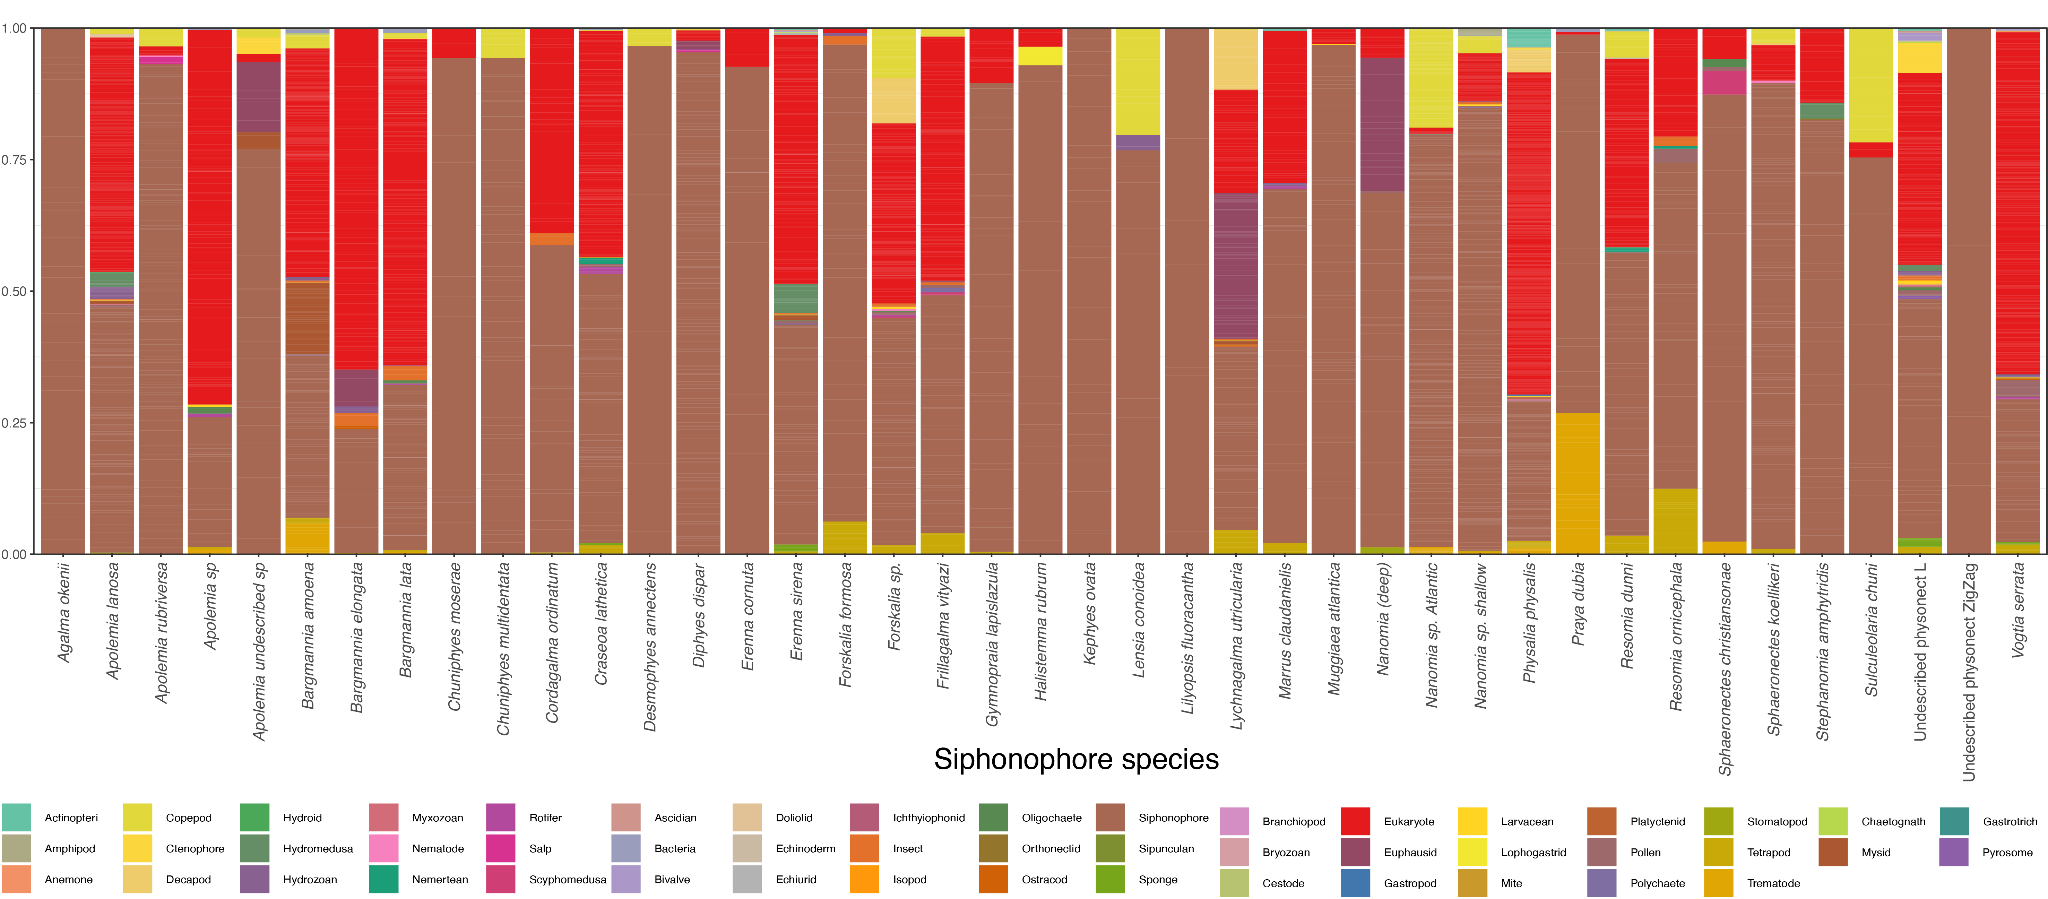 1.00
0.75
0.50
0.25
0.00
Agalma okenii
Apolemia lanosa
Apolemia rubriversa
Apolemia sp
Apolemia undescribed sp
Bargmannia amoena
Bargmannia elongata
Bargmannia lata
Chuniphyes moserae
Chuniphyes multidentata
Cordagalma ordinatum
Craseoa lathetica
Desmophyes annectens
Diphyes dispar
Erenna cornuta
Erenna sirena
Forskalia formosa
Forskalia sp.
Frillagalma vityazi
Gymnopraia lapislazula
Halistemma rubrum
Kephyes ovata
Lensia conoidea
Lilyopsis fluoracantha
Lychnagalma utricularia
Marrus claudanielis
Muggiaea atlantica
Nanomia (deep)
Nanomia sp. Atlantic
Nanomia sp. shallow
Physalia physalis
Praya dubia
Resomia dunni
Resomia ornicephala
Sphaeronectes christiansonae
Sphaeronectes koellikeri
Stephanomia amphytridis
Sulculeolaria chuni
Undescribed physonect L
Undescribed physonect ZigZag
Vogtia serrata
Siphonophore species
Actinopteri Copepod Hydroid Myxozoan Rotifer Ascidian Doliolid Ichthyiophonid Oligochaete Siphonophore Branchiopod Eukaryote Larvacean Platyctenid Stomatopod Chaetognath Gastrotrich
Amphipod Ctenophore Hydromedusa Nematode Salp Bacteria Echinoderm Insect Orthonectid Sipunculan Bryozoan Euphausid Lophogastrid Pollen Tetrapod Mysid Pyrosome
Anemone Decapod Hydrozoan Nemertean Scyphomedusa Bivalve Echiurid Isopod Ostracod Sponge Cestode Gastropod Mite Polychaete Trematode